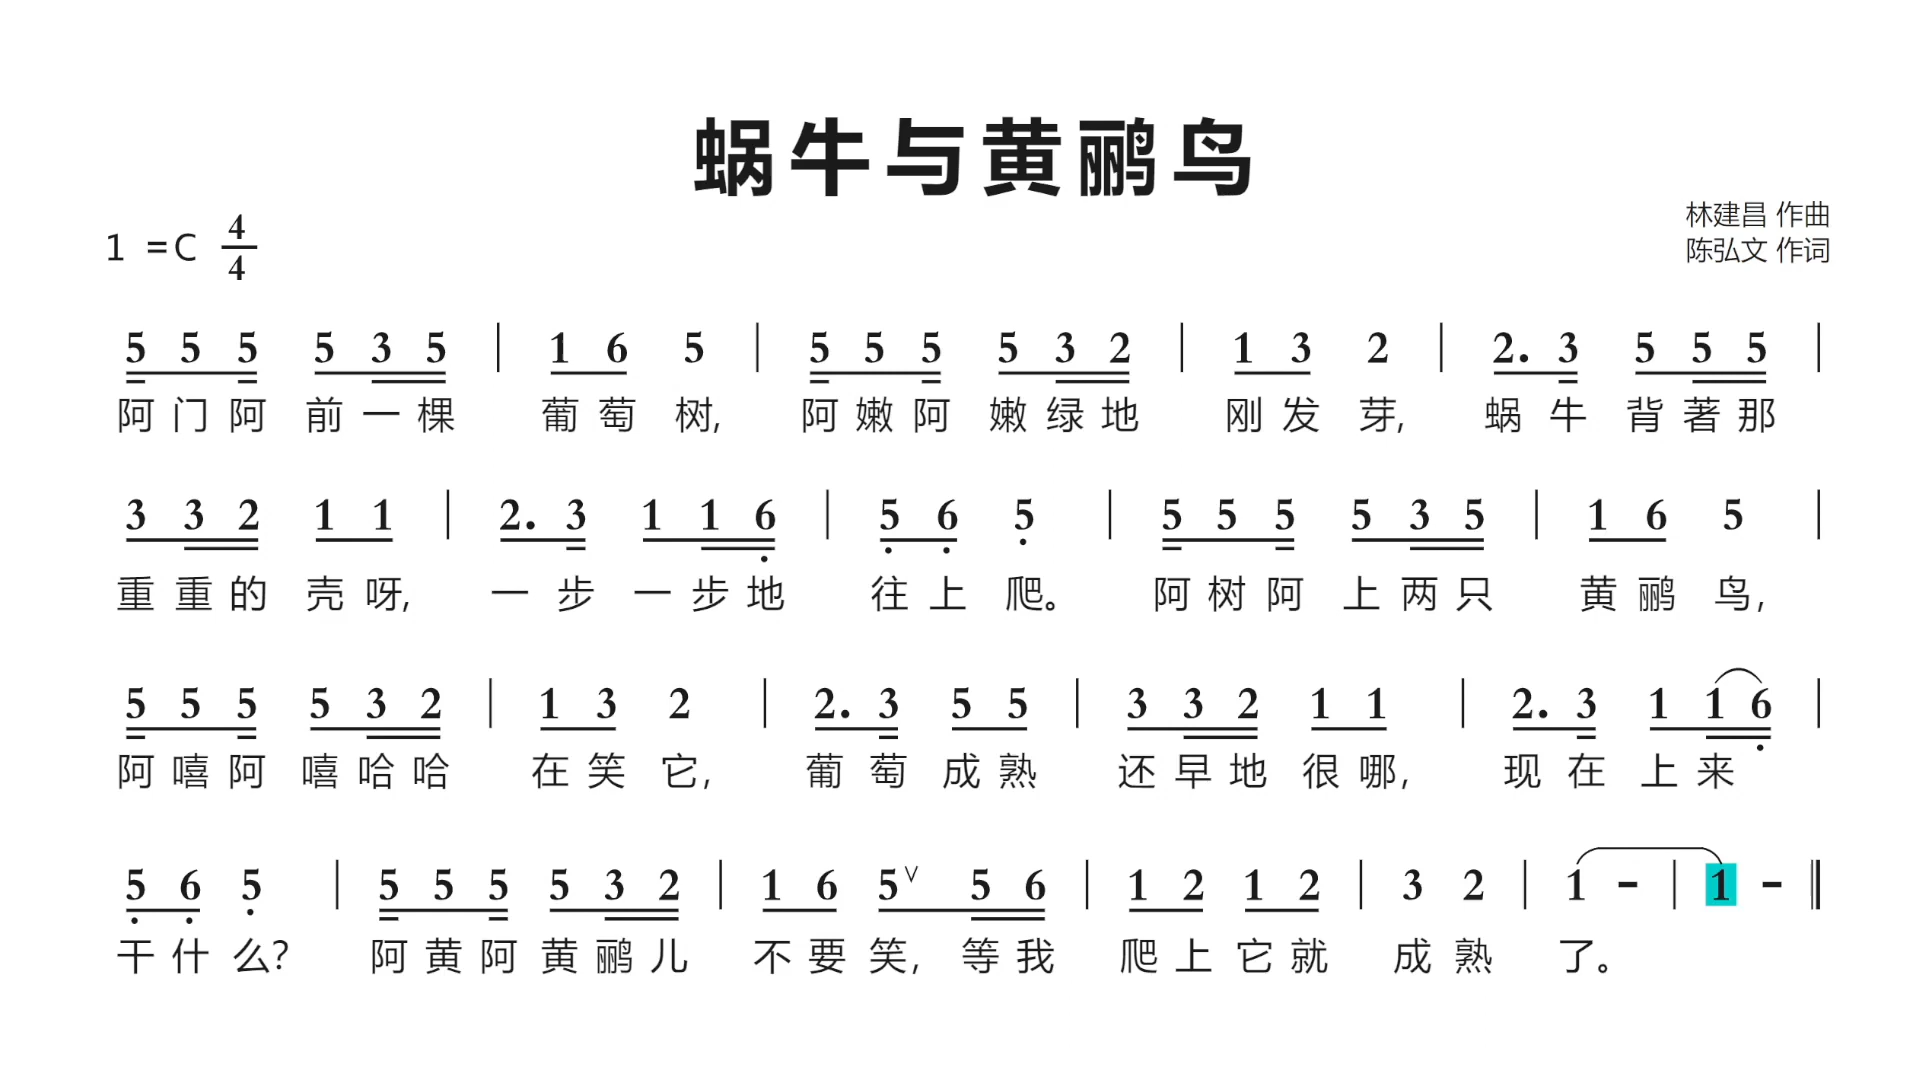 蜗牛与黄鹂鸟
林建昌 作曲
1 =C 4/4
陈弘文 作词
5 5 5 5 3 5 | 1 6 5 | 5 5 5 5 3 2 | 1 3 2 | 2. 3 5 5 5 |
阿门阿 前一棵 葡萄 树, 阿嫩阿 嫩绿地 刚发 芽, 蜗牛 背著那
3 3 2 1 1 | 2. 3 1 1 6 | 5 6 5 | 5 5 5 5 3 5 | 1 6 5 |
重重的 壳呀, 一步 一步地 往上 爬。 阿树阿 上两只 黄鹂 鸟,
5 5 5 5 3 2 | 1 3 2 | 2. 3 5 5 | 3 3 2 1 1 | 2. 3 1 1 6 |
阿嘻阿 嘻哈哈 在笑 它, 葡萄 成熟 还早地 很哪, 现在 上来
5 6 5 | 5 5 5 5 3 2 | 1 6 5 V 5 6 | 1 2 1 2 | 3 2 | 1 - | 1 - ‖
干什 么? 阿黄阿 黄鹂儿 不要 笑, 等我 爬上 它就 成熟 了。